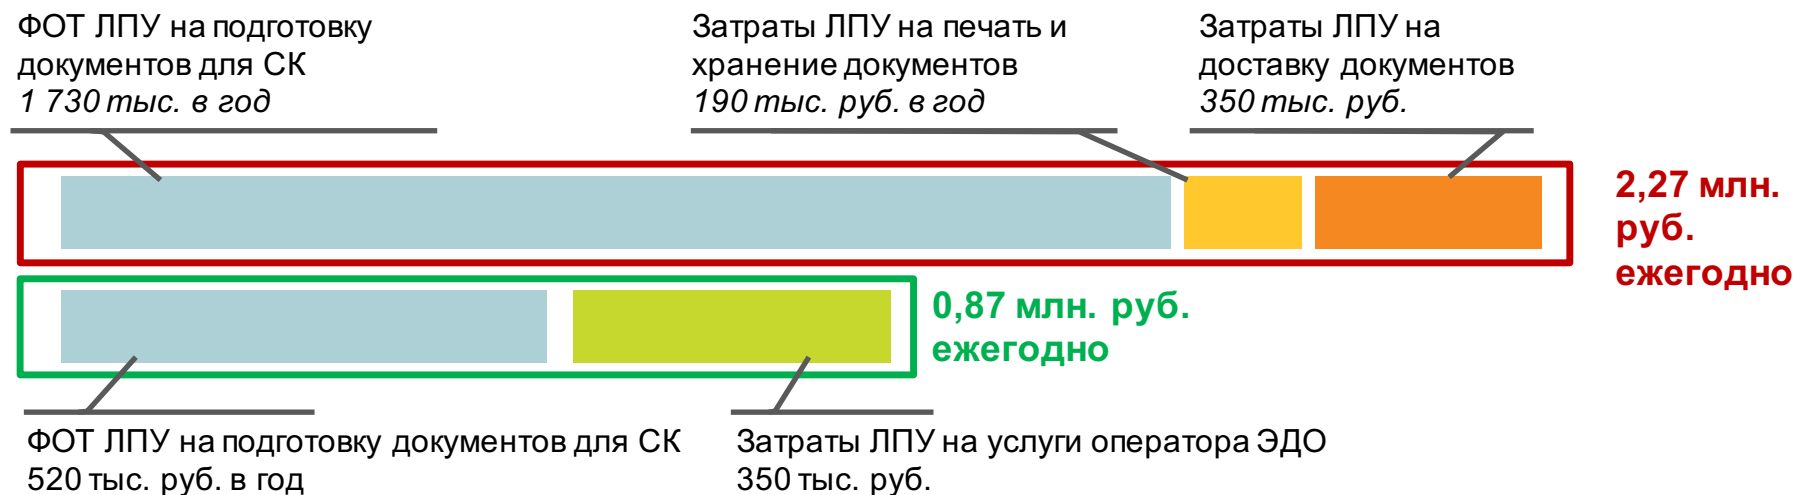 ФОТ ЛПУ на подготовку
документов для СК
1 730 тыс. в год
Затраты ЛПУ на печать и
хранение документов
190 тыс. руб. в год
Затраты ЛПУ на
доставку документов
350 тыс. руб.
2,27 млн.
руб.
ежегодно
0,87 млн. руб.
ежегодно
ФОТ ЛПУ на подготовку документов для СК
520 тыс. руб. в год
Затраты ЛПУ на услуги оператора ЭДО
350 тыс. руб.